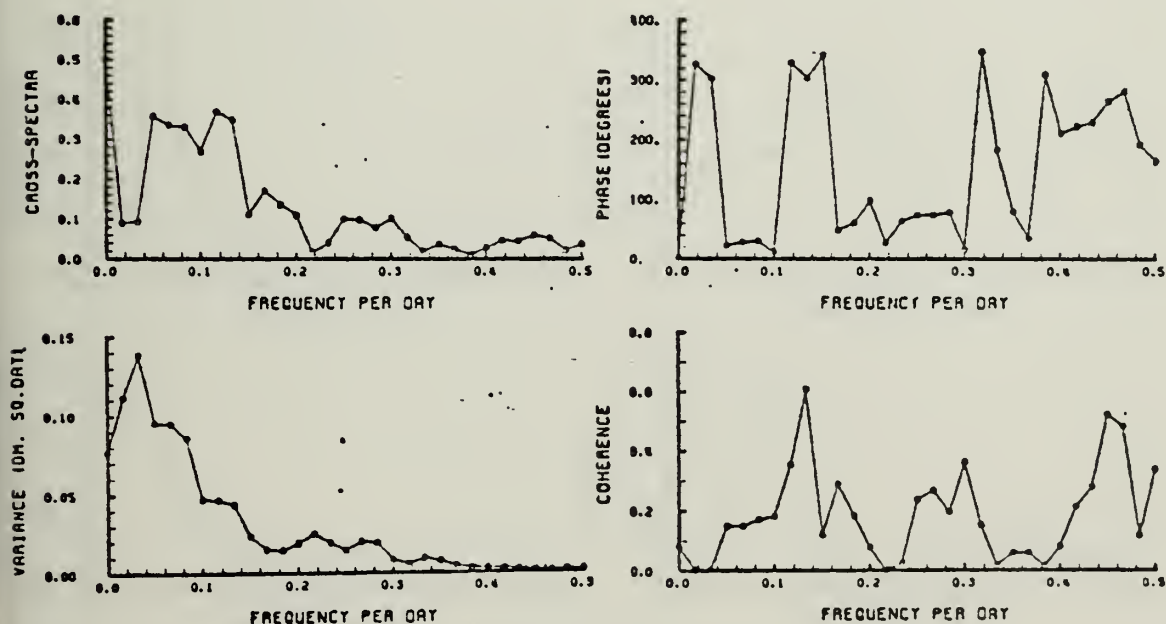 0.6
0.5
0.4
0.3
0.2
0.1
0.0
CROSS-SPECTRA
0.0 0.1 0.2 0.3 0.4 0.5
FREQUENCY PER DAY
400.
300.
200.
100.
0.
PHASE (DEGREES)
0.0 0.1 0.2 0.3 0.4 0.5
FREQUENCY PER DAY
0.15
0.10
0.05
0.00
VARIANCE (DM. SQ.DAY)
0.0 0.1 0.2 0.3 0.4 0.5
FREQUENCY PER DAY
0.8
0.6
0.4
0.2
0.0
COHERENCE
0.0 0.1 0.2 0.3 0.4 0.5
FREQUENCY PER DAY